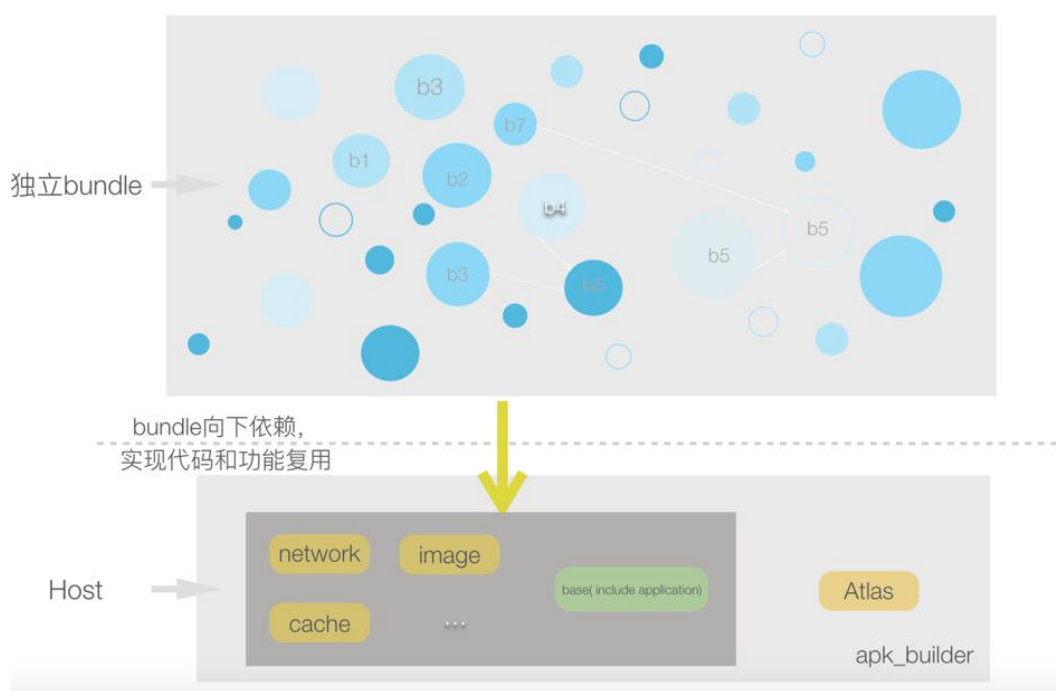 b3
b7
b1
b2
独立bundle
b4
b5
b5
b3
b6
bundle向下依赖,
实现代码和功能复用
network
image
base( include application)
Host
Atlas
cache
...
apk_builder